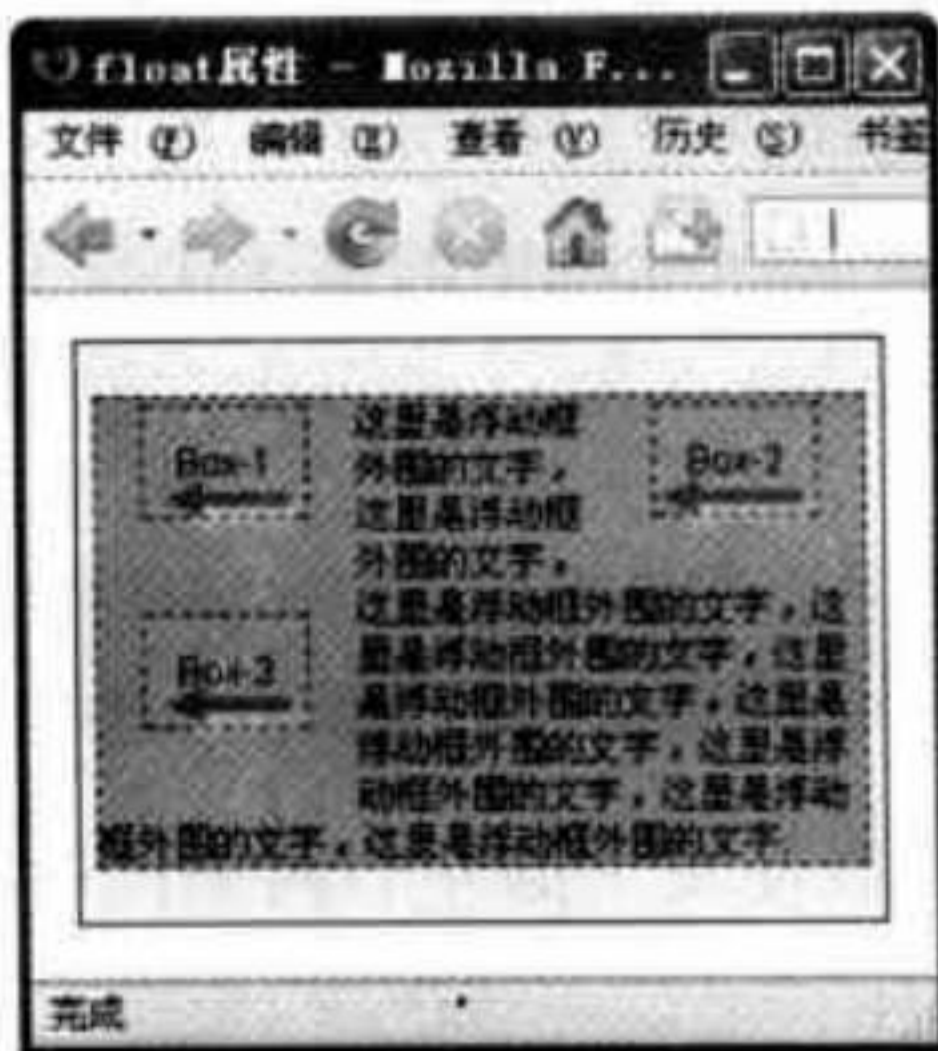 float属性 - Mozilla F...
文件 (F) 编辑 (E) 查看 (V) 历史 (S) 书签
Box-1
这里是浮动框
外围的文字，
这里是浮动框
外围的文字，
Box-2
Box-3
这里是浮动框外围的文字，这
里是浮动框外围的文字，这里
是浮动框外围的文字，这里是
浮动框外围的文字，这里是浮
动框外围的文字，这里是浮动
框外围的文字，这里是浮动框外围的文字
完成